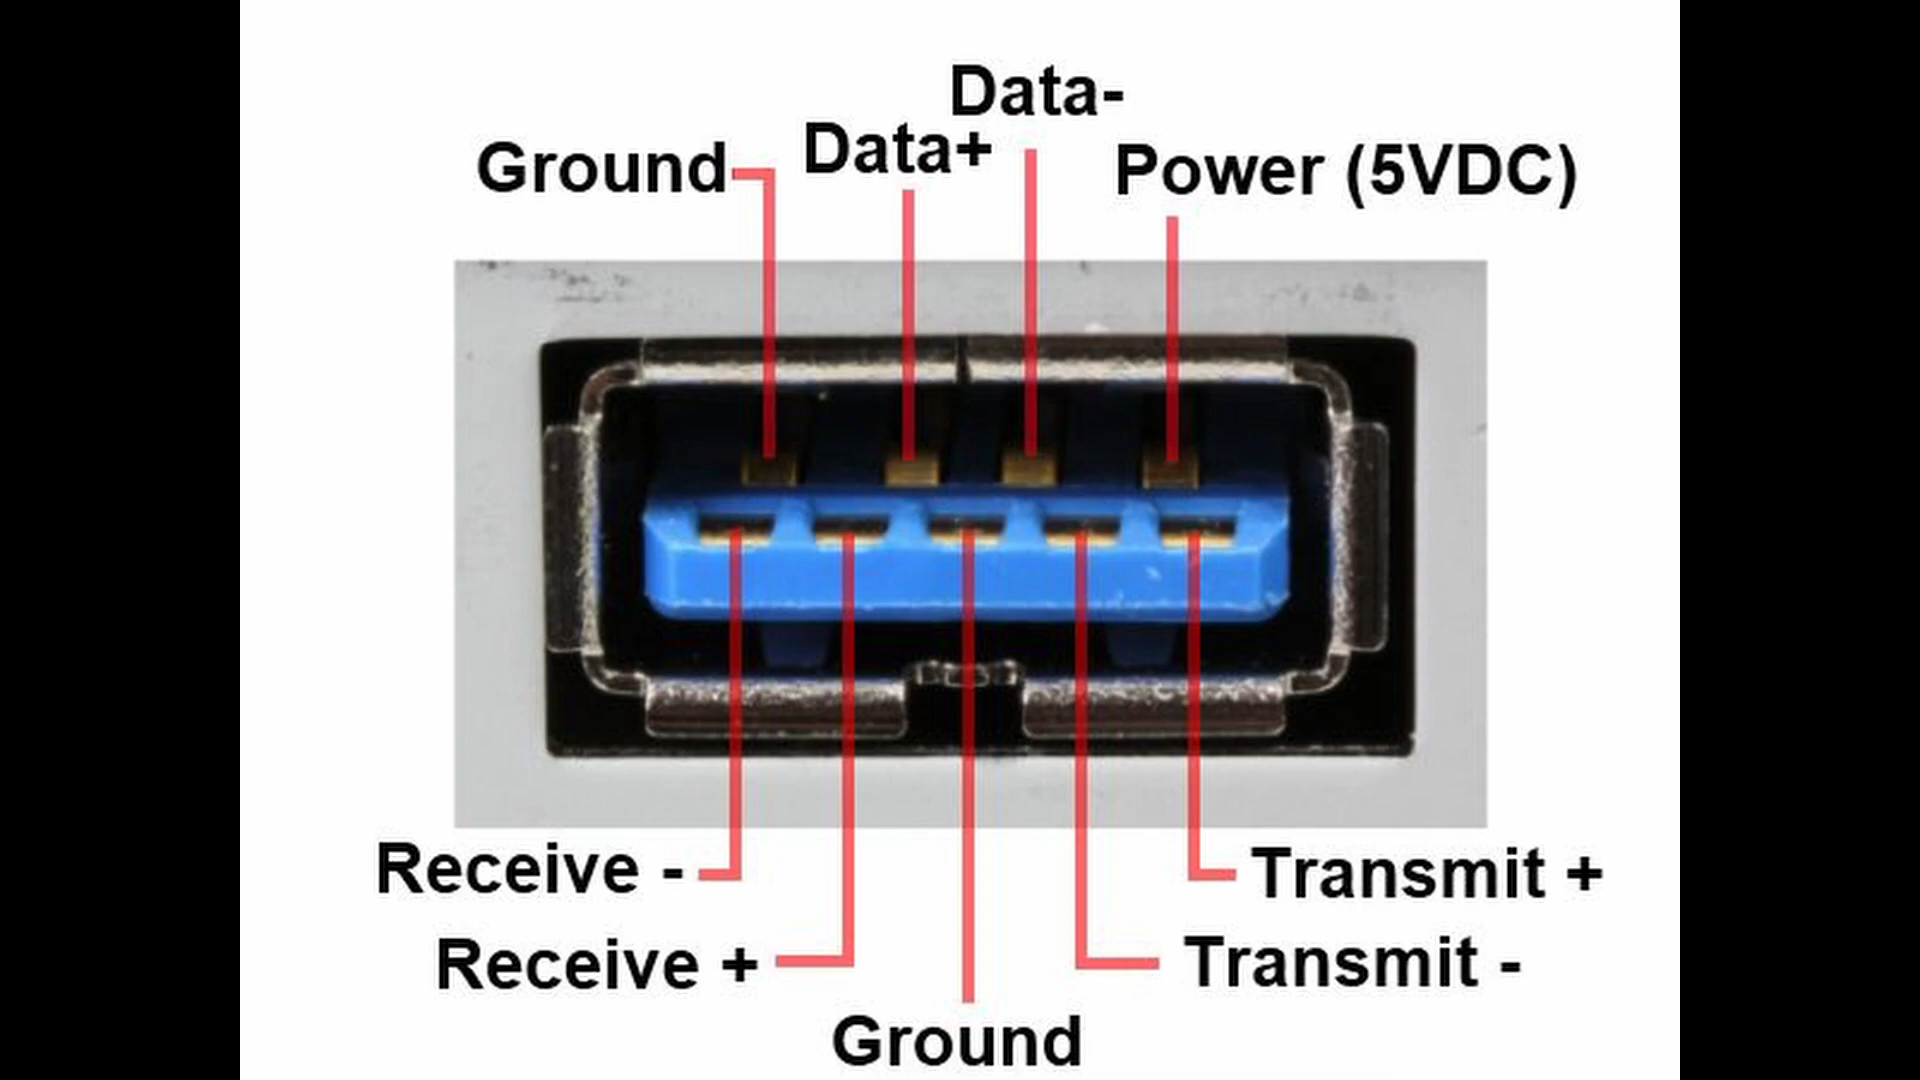 Data-
Ground
Data+
Power (5VDC)
Receive -
Transmit +
Receive +
Transmit -
Ground